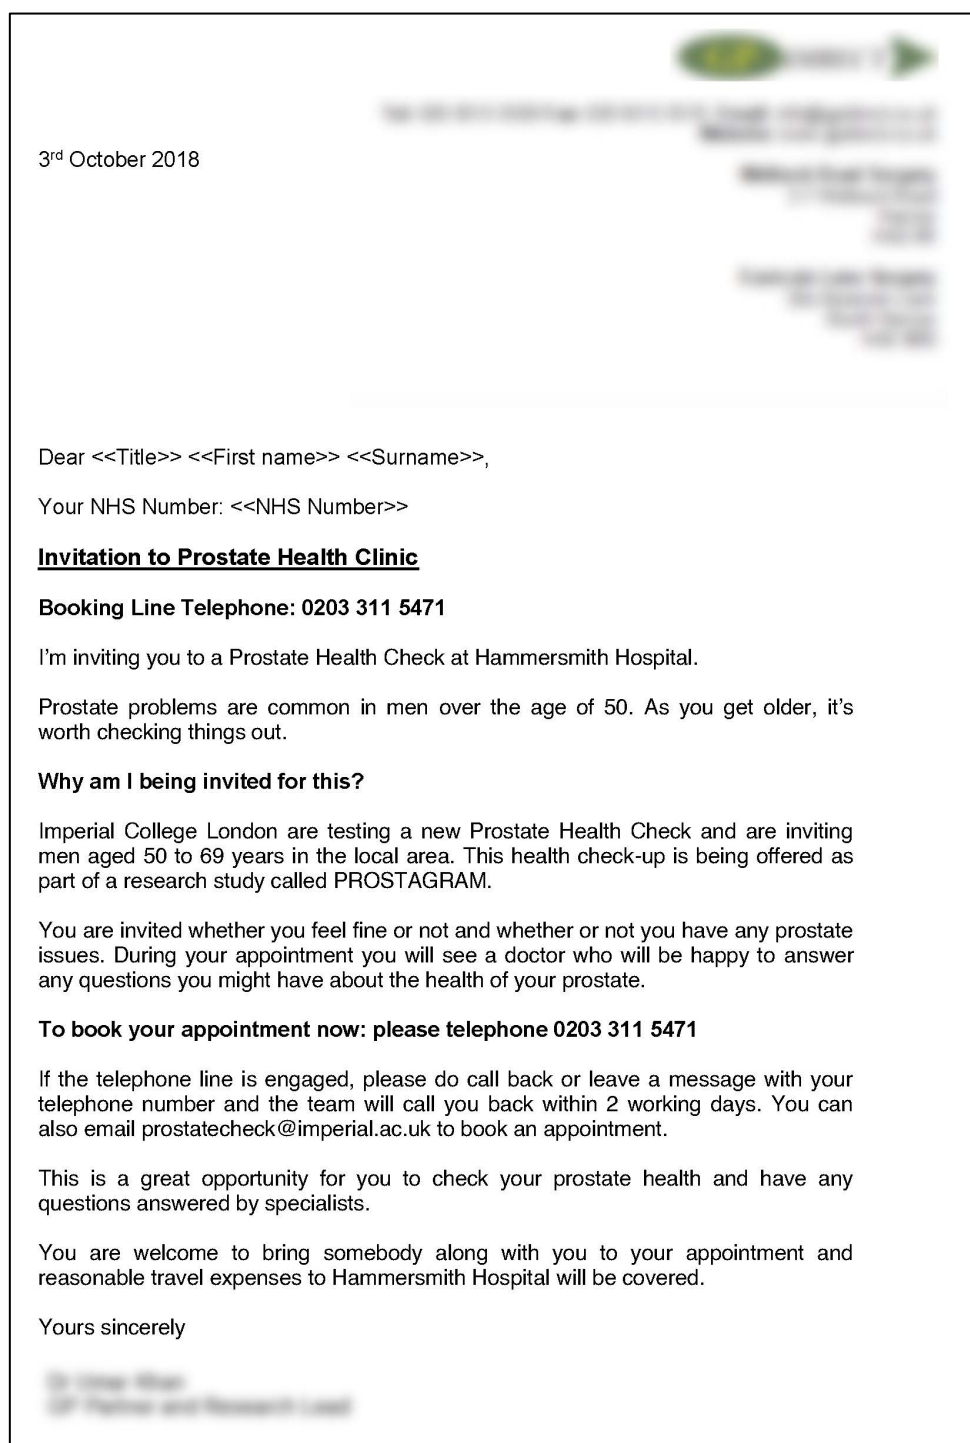 3rd October 2018
Dear <<Title>> <<First name>> <<Surname>>,
Your NHS Number: <<NHS Number>>
Invitation to Prostate Health Clinic
Booking Line Telephone: 0203 311 5471
I'm inviting you to a Prostate Health Check at Hammersmith Hospital.
Prostate problems are common in men over the age of 50. As you get older, it's
worth checking things out.
Why am I being invited for this?
Imperial College London are testing a new Prostate Health Check and are inviting
men aged 50 to 69 years in the local area. This health check-up is being offered as
part of a research study called PROSTAGRAM.
You are invited whether you feel fine or not and whether or not you have any prostate
issues. During your appointment you will see a doctor who will be happy to answer
any questions you might have about the health of your prostate.
To book your appointment now: please telephone 0203 311 5471
If the telephone line is engaged, please do call back or leave a message with your
telephone number and the team will call you back within 2 working days. You can
also email prostatecheck@imperial.ac.uk to book an appointment.
This is a great opportunity for you to check your prostate health and have any
questions answered by specialists.
You are welcome to bring somebody along with you to your appointment and
reasonable travel expenses to Hammersmith Hospital will be covered.
Yours sincerely